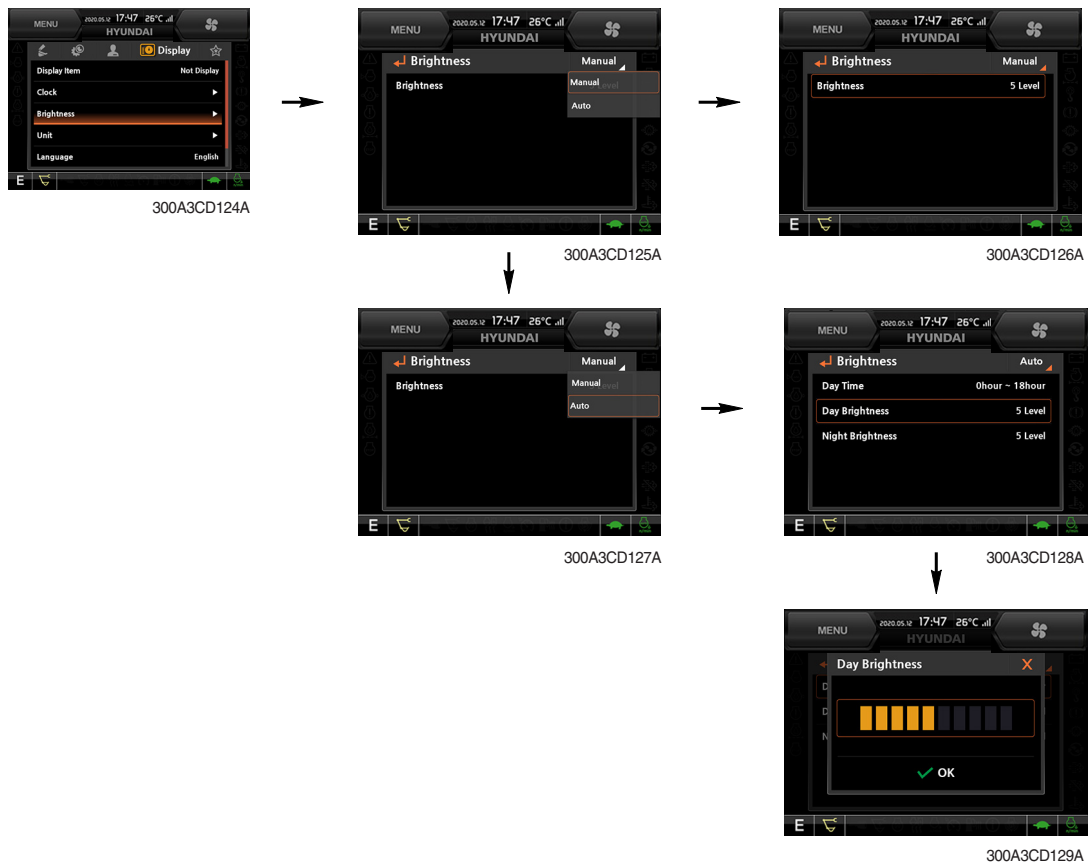 MENU
2020.05.12 17:47 26°C
HYUNDAI
Display
Display Item Not Display
Clock
Brightness
Unit
Language English
E
300A3CD124A
MENU
2020.05.12 17:47 26°C
HYUNDAI
Brightness Manual
Brightness Level
Manual
Auto
E
300A3CD125A
MENU
2020.05.12 17:47 26°C
HYUNDAI
Brightness Manual
Brightness 5 Level
E
300A3CD126A
MENU
2020.05.12 17:47 26°C
HYUNDAI
Brightness Manual
Brightness
Manual
Auto
E
300A3CD127A
MENU
2020.05.12 17:47 26°C
HYUNDAI
Brightness Auto
Day Time 0hour ~ 18hour
Day Brightness 5 Level
Night Brightness 5 Level
E
300A3CD128A
MENU
2020.05.12 17:47 26°C
HYUNDAI
Day Brightness X
OK
E
300A3CD129A